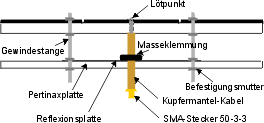 Lötpunkt
Gewindestange
Masseklemmung
Pertinaxplatte
Befestigungsmutter
Reflexionsplatte
Kupfermantel-Kabel
SMA-Stecker 50-3-3